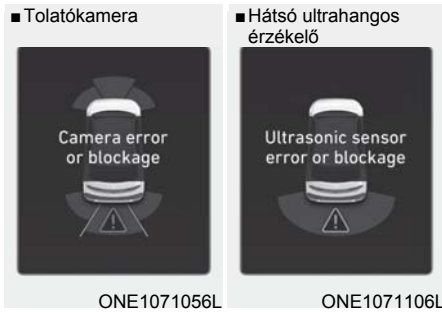 ■ Tolatókamera
Camera error
or blockage
ONE1071056L
■ Hátsó ultrahangos
érzékelő
Ultrasonic sensor
error or blockage
ONE1071106L